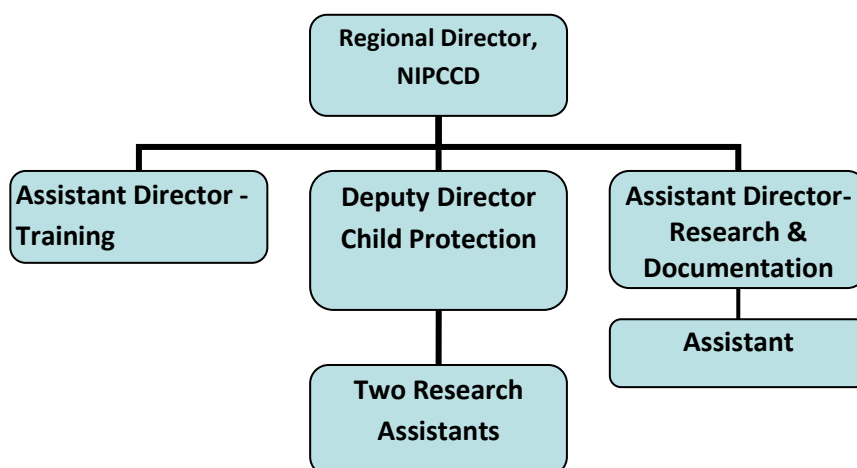 Regional Director,
NIPCCD
Assistant Director -
Training
Deputy Director
Child Protection
Assistant Director-
Research &
Documentation
Assistant
Two Research
Assistants